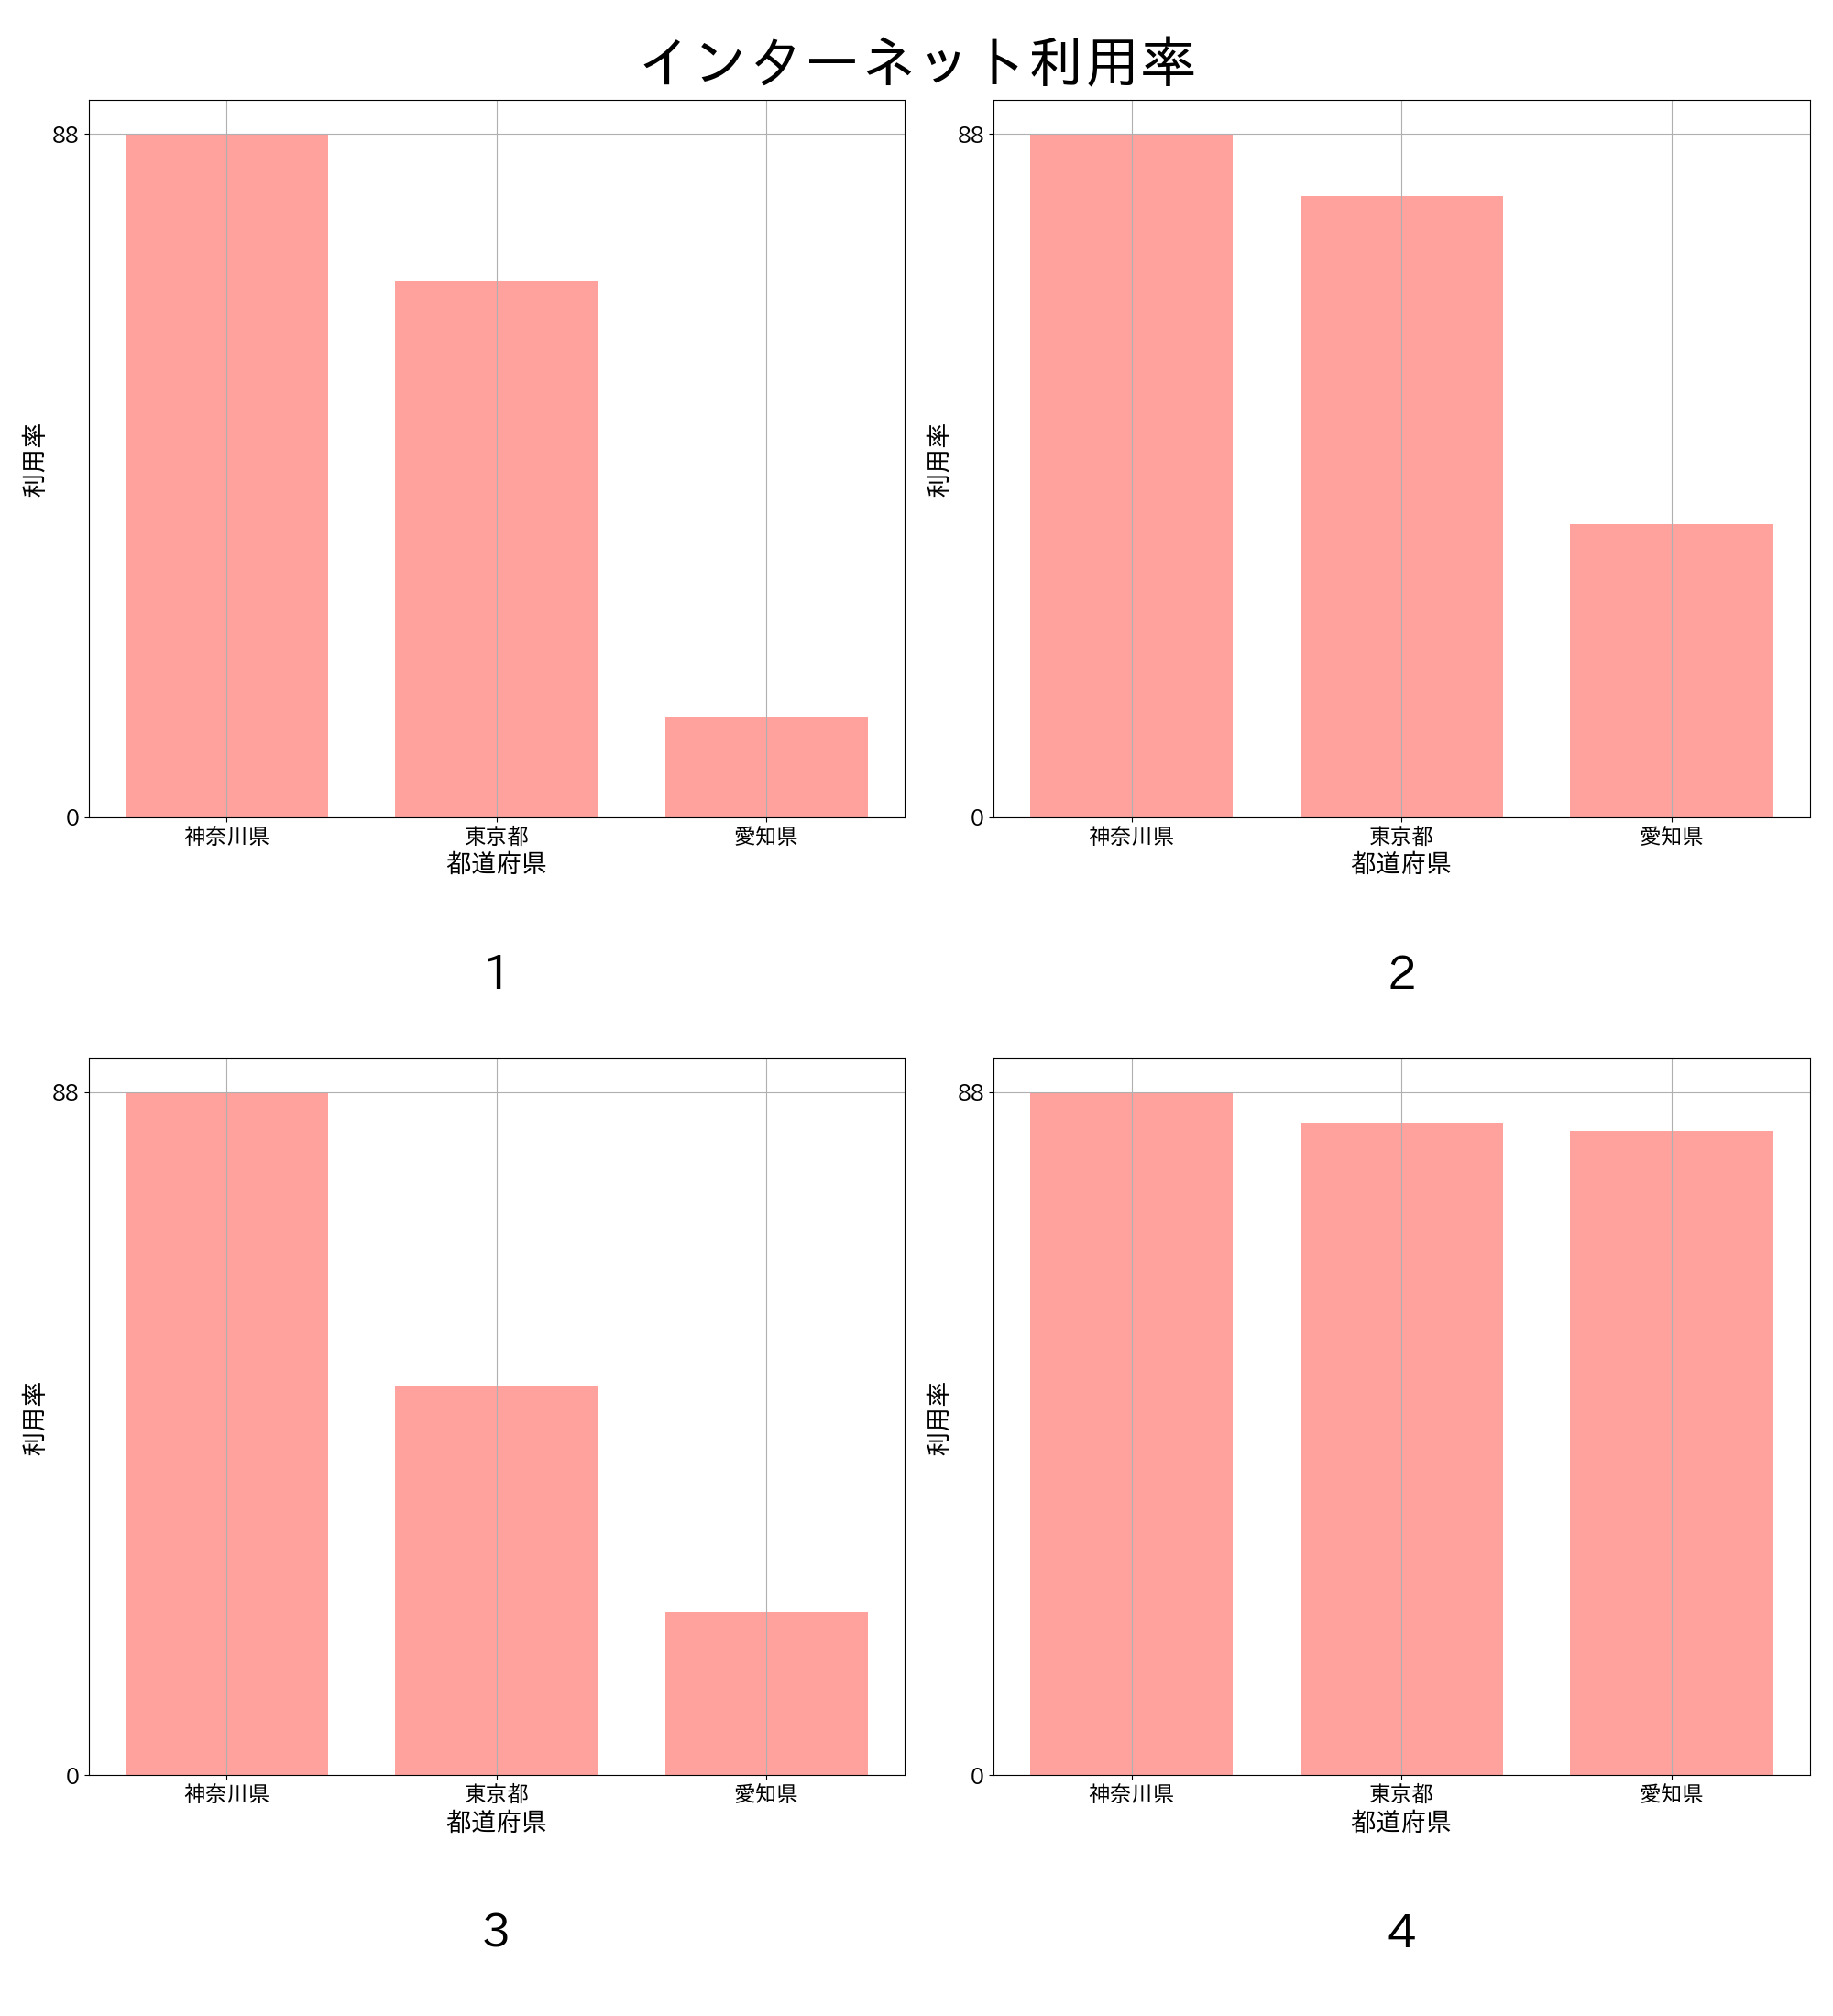 インターネット利用率
88
利用率
0
神奈川県 東京都 愛知県
都道府県
1
88
利用率
0
神奈川県 東京都 愛知県
都道府県
2
88
利用率
0
神奈川県 東京都 愛知県
都道府県
3
88
利用率
0
神奈川県 東京都 愛知県
都道府県
4